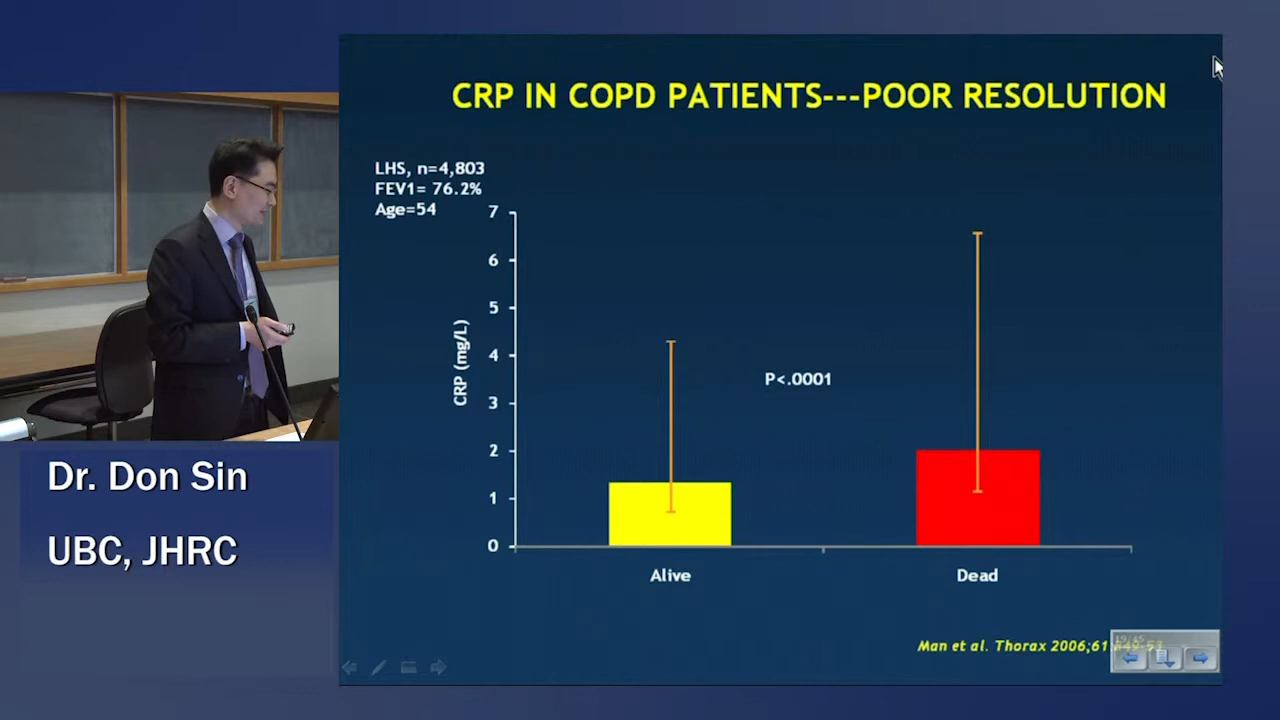 CRP IN COPD PATIENTS---POOR RESOLUTION
LHS, n=4,803
FEV1= 76.2%
Age=54
7
6
5
4
3
2
1
0
CRP (mg/L)
P<.0001
Alive
Dead
Man et al. Thorax 2006;61
19/45
Dr. Don Sin
UBC, JHRC